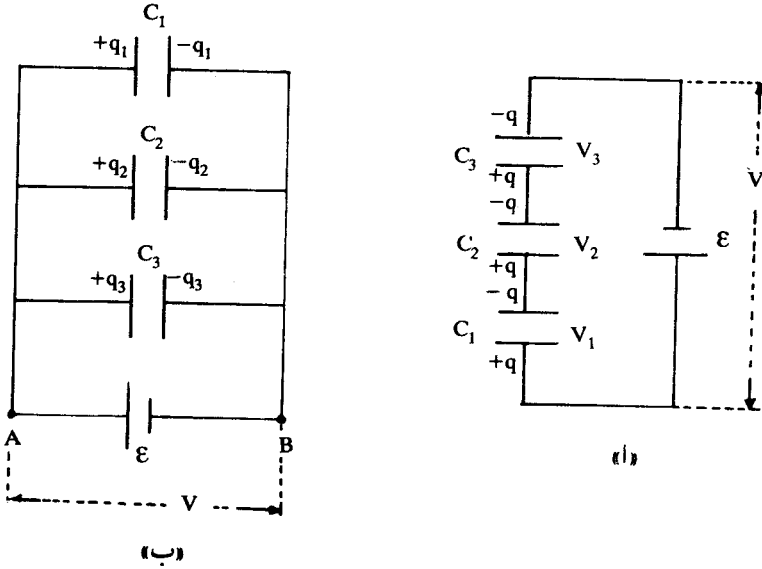 C₁
+q₁ −q₁
C₂
+q₂ −q₂
C₃
+q₃ −q₃
ε
A B
V
«ب»
−q
C₃ V₃
+q
−q
C₂ V₂
+q
−q
C₁ V₁
+q
ε
V
«أ»